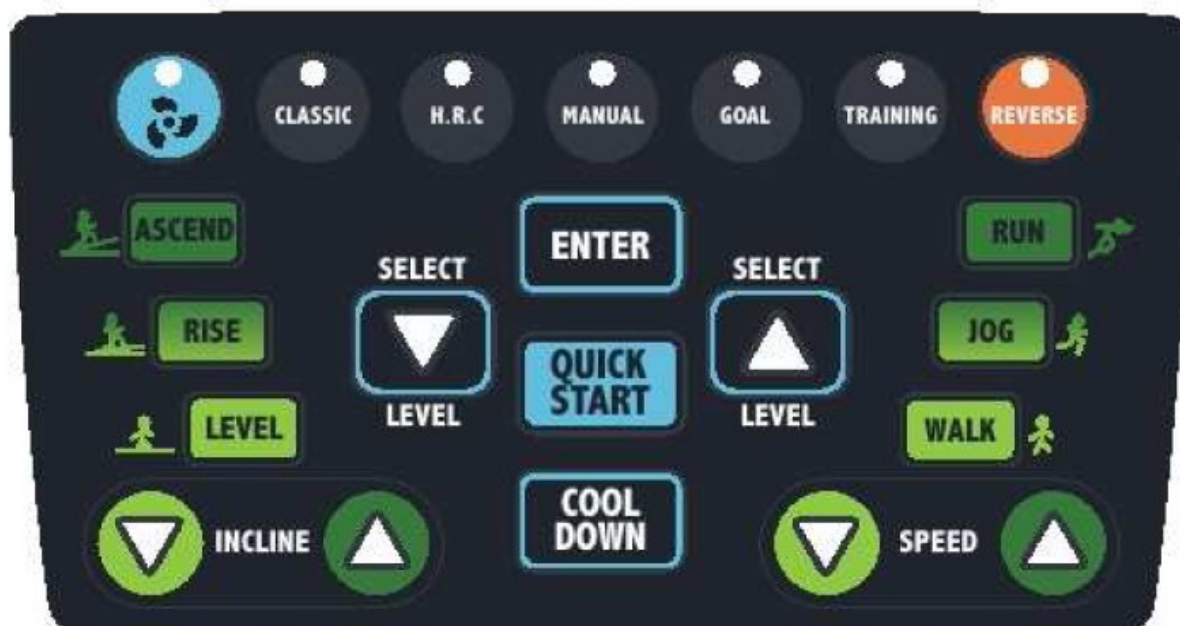 CLASSIC
H.R.C
MANUAL
GOAL
TRAINING
REVERSE
ASCEND
ENTER
RUN
SELECT
SELECT
RISE
JOG
QUICK
START
LEVEL
LEVEL
LEVEL
WALK
COOL
DOWN
INCLINE
SPEED